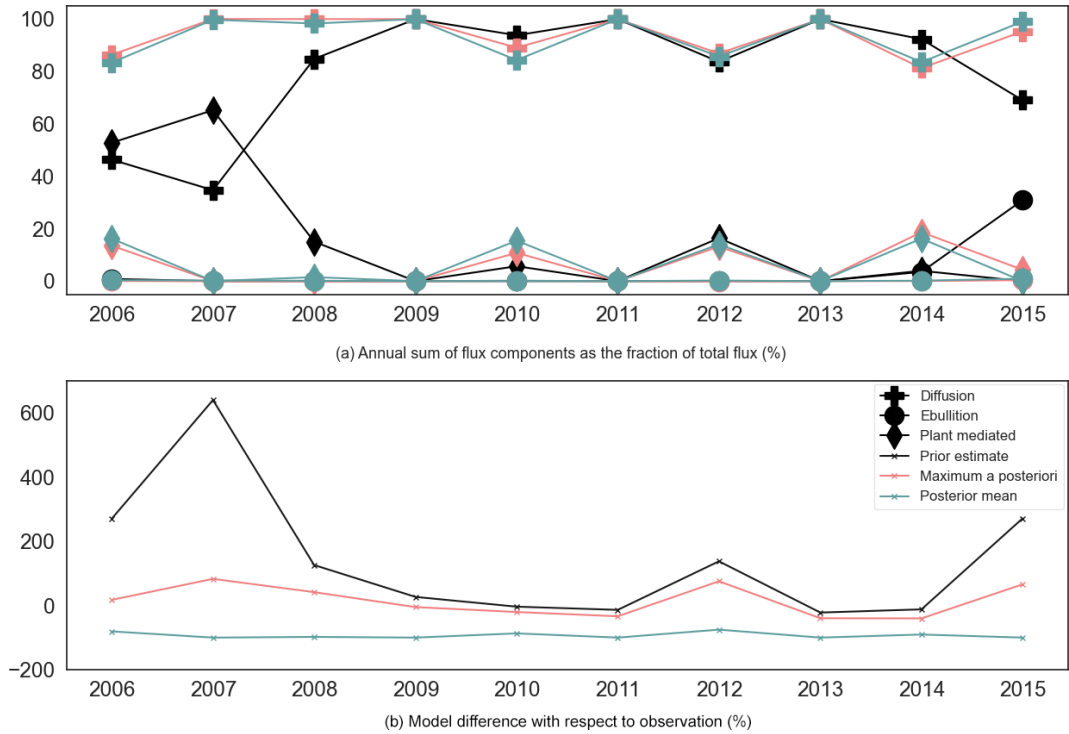 100
80
60
40
20
0
2006 2007 2008 2009 2010 2011 2012 2013 2014 2015
(a) Annual sum of flux components as the fraction of total flux (%)
600
400
200
0
−200
Diffusion
Ebullition
Plant mediated
Prior estimate
Maximum a posteriori
Posterior mean
2006 2007 2008 2009 2010 2011 2012 2013 2014 2015
(b) Model difference with respect to observation (%)